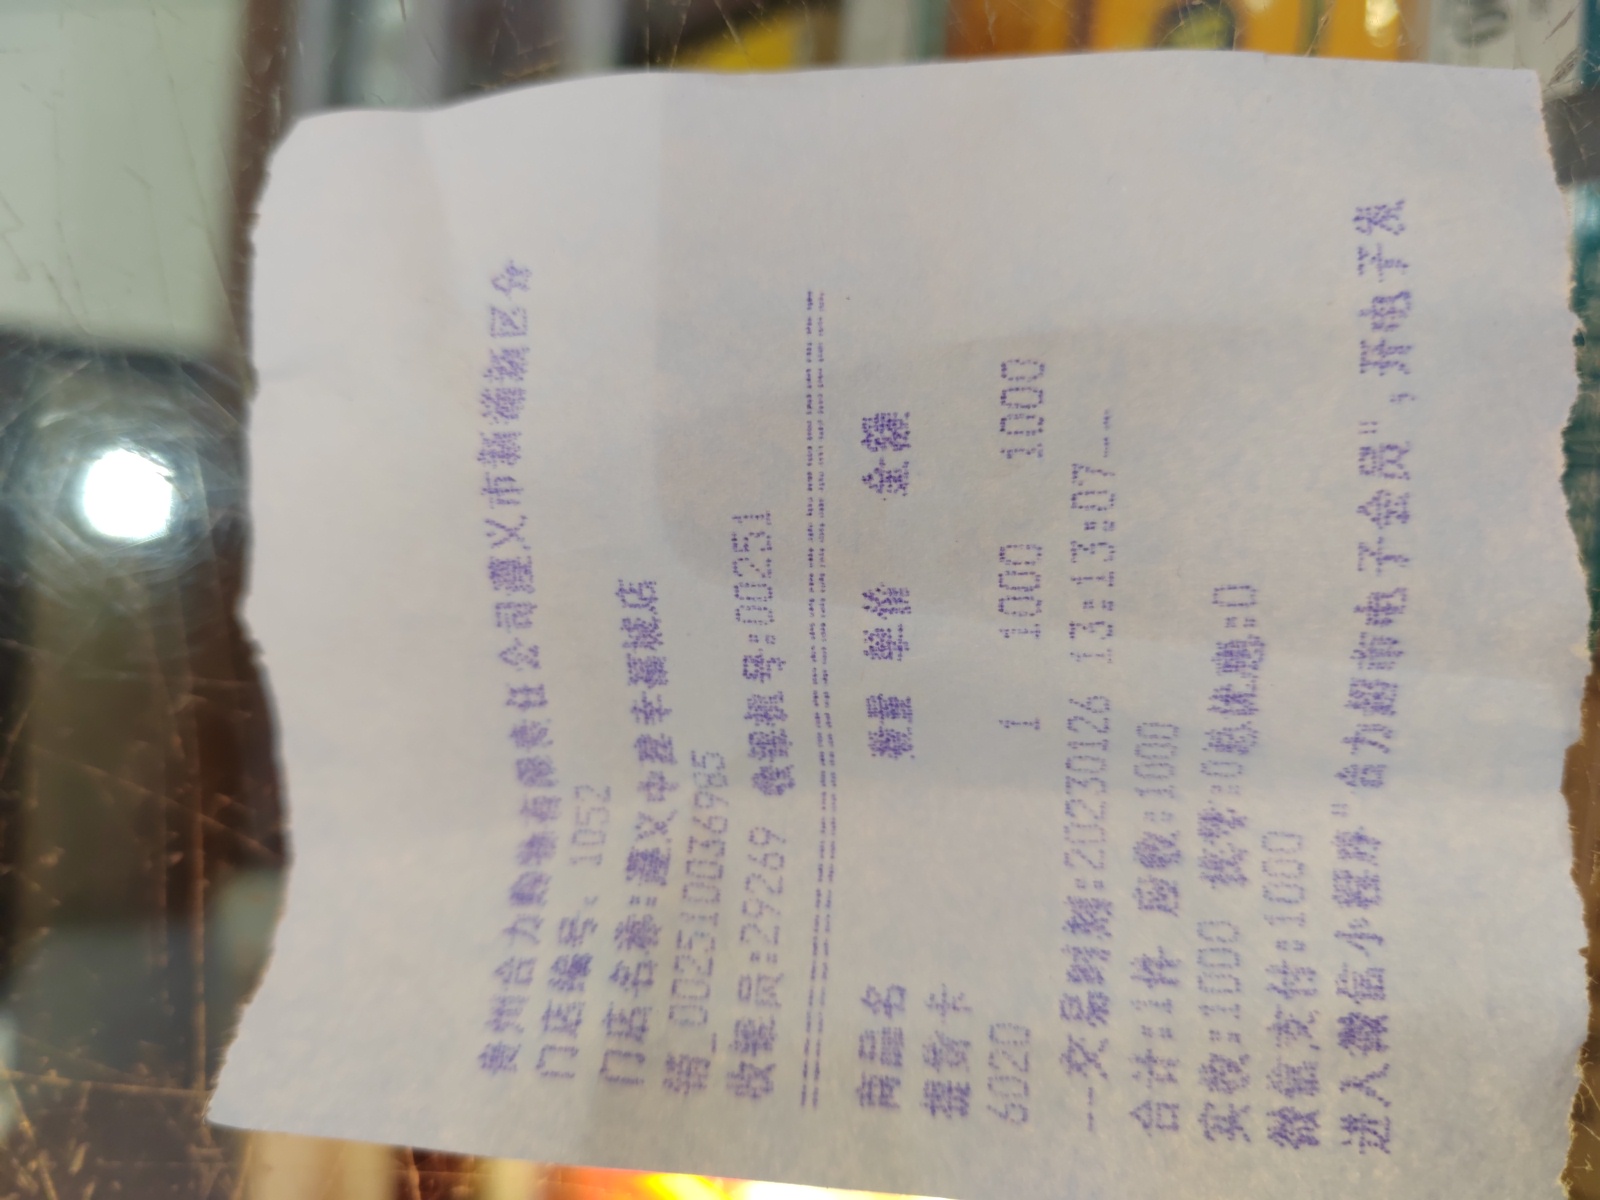 贵州合力购物有限责任公司遵义市新蒲新区分
门店编号: 1052
门店名称::遵义中建幸福城店
销_002510036985
收银员:29269 收银机号:00251
商品名 数量 单价 金额
提货卡
6020 1 1000 1000
--交易时刻:20230126 13:13:07--
合计:1件 应收:1000
实收:1000 找零:0总优惠:0
微信支付:1000
进入微信小程序"合力超市电子会员",开电子发